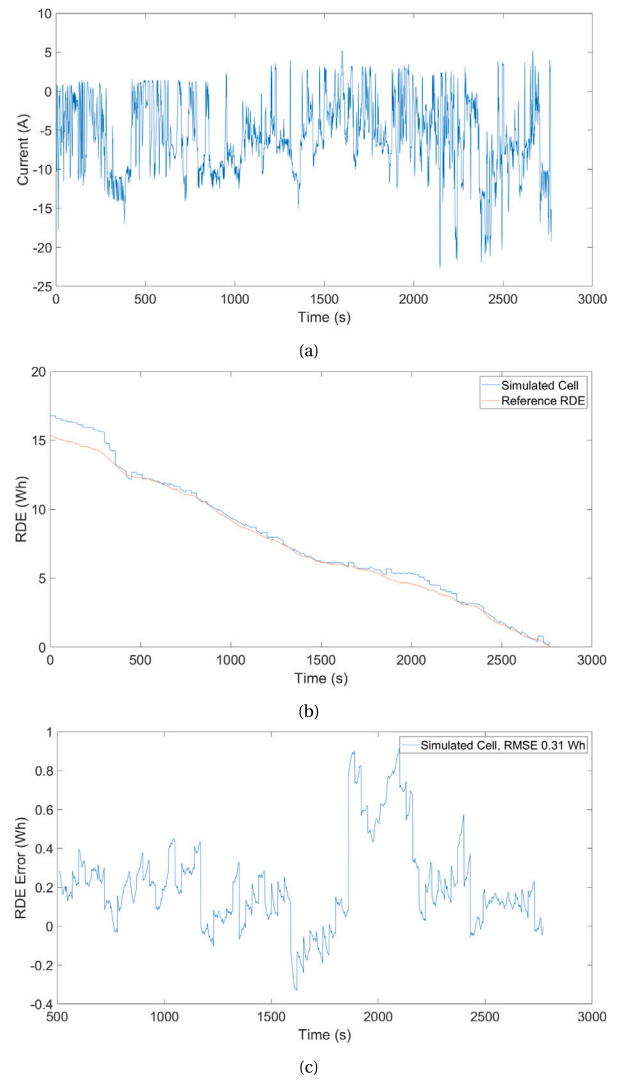 10
5
0
-5
-10
-15
-20
-25
Current (A)
0 500 1000 1500 2000 2500 3000
Time (s)
(a)
20
15
10
5
0
RDE (Wh)
Simulated Cell
Reference RDE
0 500 1000 1500 2000 2500 3000
Time (s)
(b)
1
0.8
0.6
0.4
0.2
0
-0.2
-0.4
RDE Error (Wh)
Simulated Cell, RMSE 0.31 Wh
500 1000 1500 2000 2500 3000
Time (s)
(c)